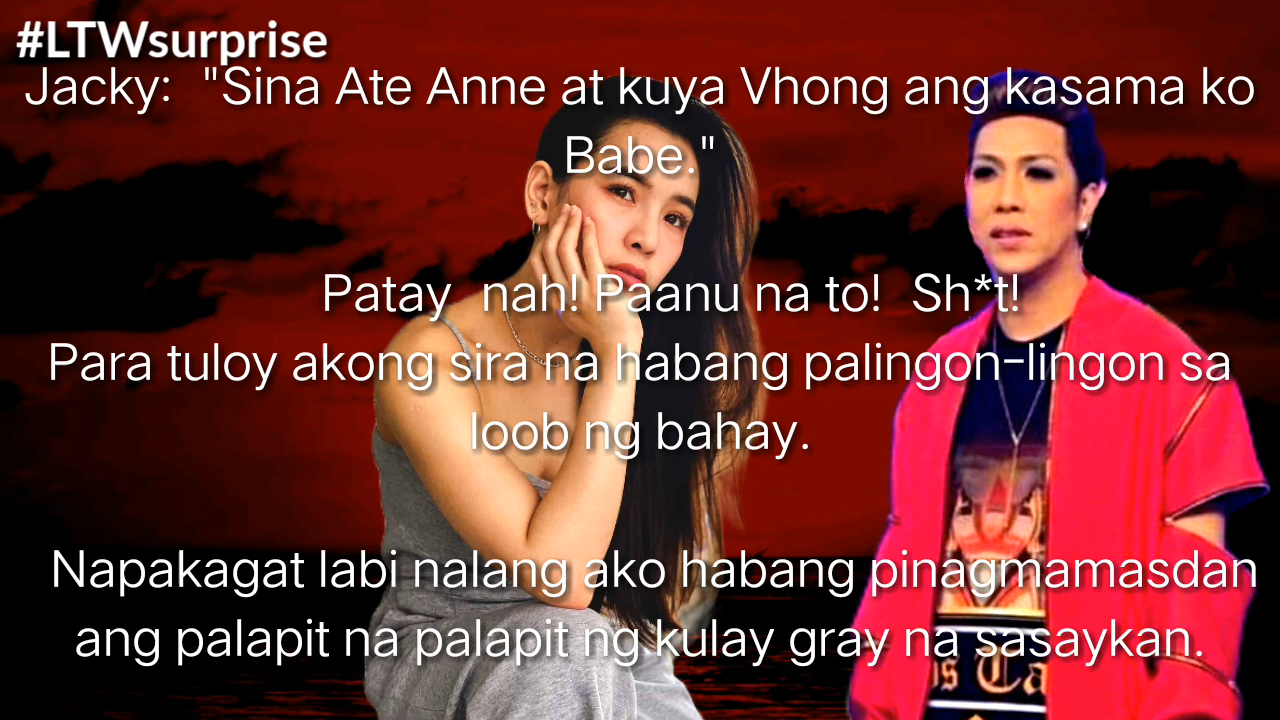 #LTWsurprise
Jacky: "Sina Ate Anne at kuya Vhong ang kasama ko
Babe."
Patay nah! Paanu na to! Sh*t!
Para tuloy akong sira na habang palingon-lingon sa
loob ng bahay.
Napakagat labi nalang ako habang pinagmamasdan
ang palapit na palapit ng kulay gray na sasaykan.